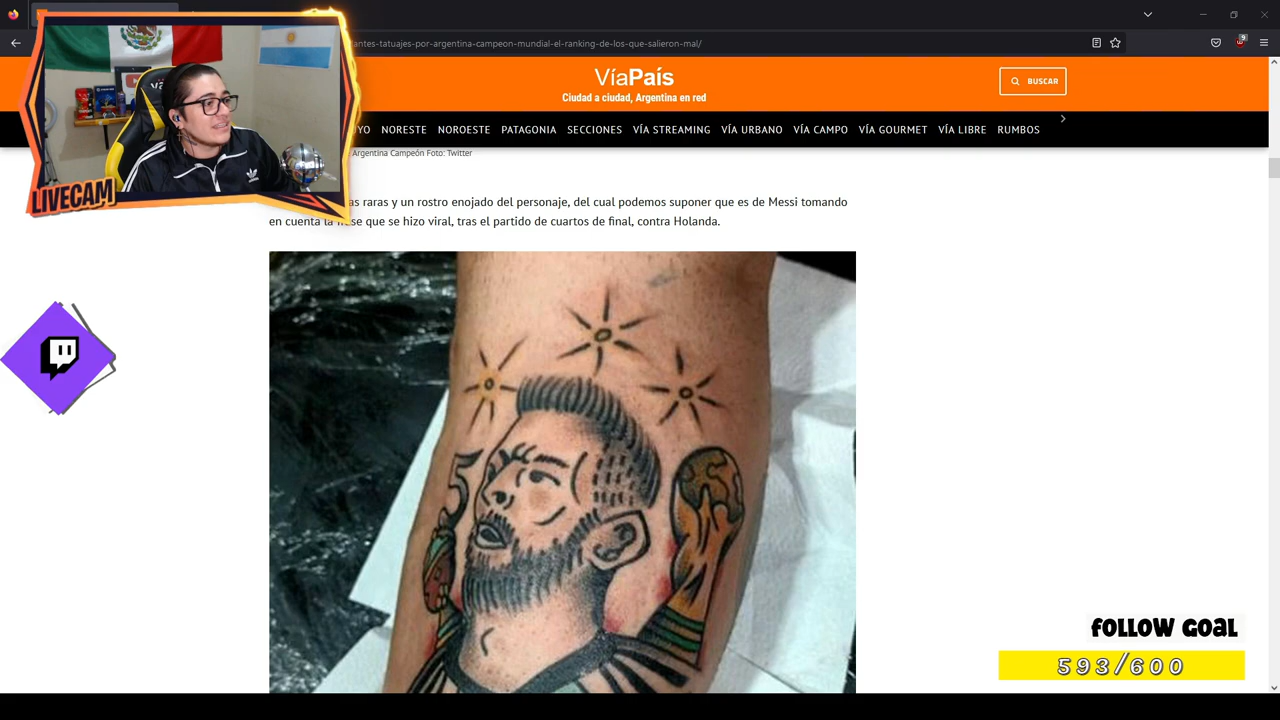 antes-tatuajes-por-argentina-campeon-mundial-el-ranking-de-los-que-salieron-mal/
9
VíaPaís
Ciudad a ciudad, Argentina en red
BUSCAR
YO NORESTE NOROESTE PATAGONIA SECCIONES VÍA STREAMING VÍA URBANO VÍA CAMPO VÍA GOURMET VÍA LIBRE RUMBOS
Argentina Campeón Foto: Twitter
as raras y un rostro enojado del personaje, del cual podemos suponer que es de Messi tomando
en cuenta la se que se hizo viral, tras el partido de cuartos de final, contra Holanda.
LIVECAM
FOLLOW GOAL
593/600